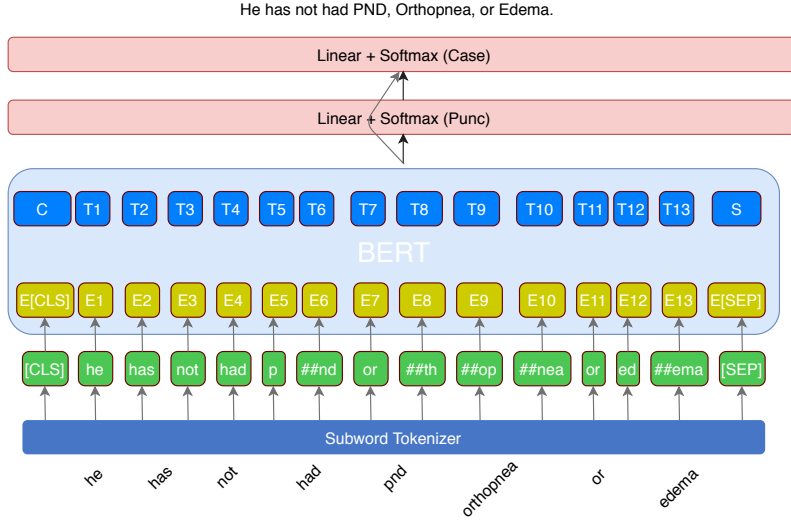 He has not had PND, Orthopnea, or Edema.
Linear + Softmax (Case)
Linear + Softmax (Punc)
C T1 T2 T3 T4 T5 T6 T7 T8 T9 T10 T11 T12 T13 S
BERT
E[CLS] E1 E2 E3 E4 E5 E6 E7 E8 E9 E10 E11 E12 E13 E[SEP]
[CLS] he has not had p ##nd or ##th ##op ##nea or ed ##ema [SEP]
Subword Tokenizer
he has not had pnd orthopnea or edema